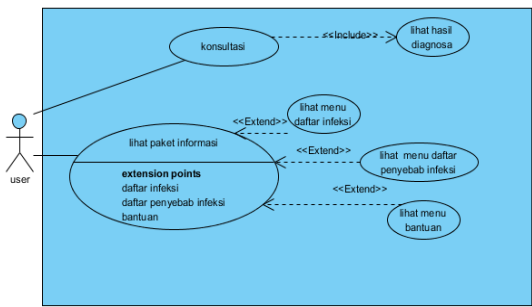 konsultasi
<<Include>>
lihat hasil
diagnosa
<<Extend>>
lihat menu
daftar infeksi
lihat paket informasi
<<Extend>>
lihat menu daftar
penyebab infeksi
extension points
daftar infeksi
daftar penyebab infeksi
bantuan
<<Extend>>
lihat menu
bantuan
user